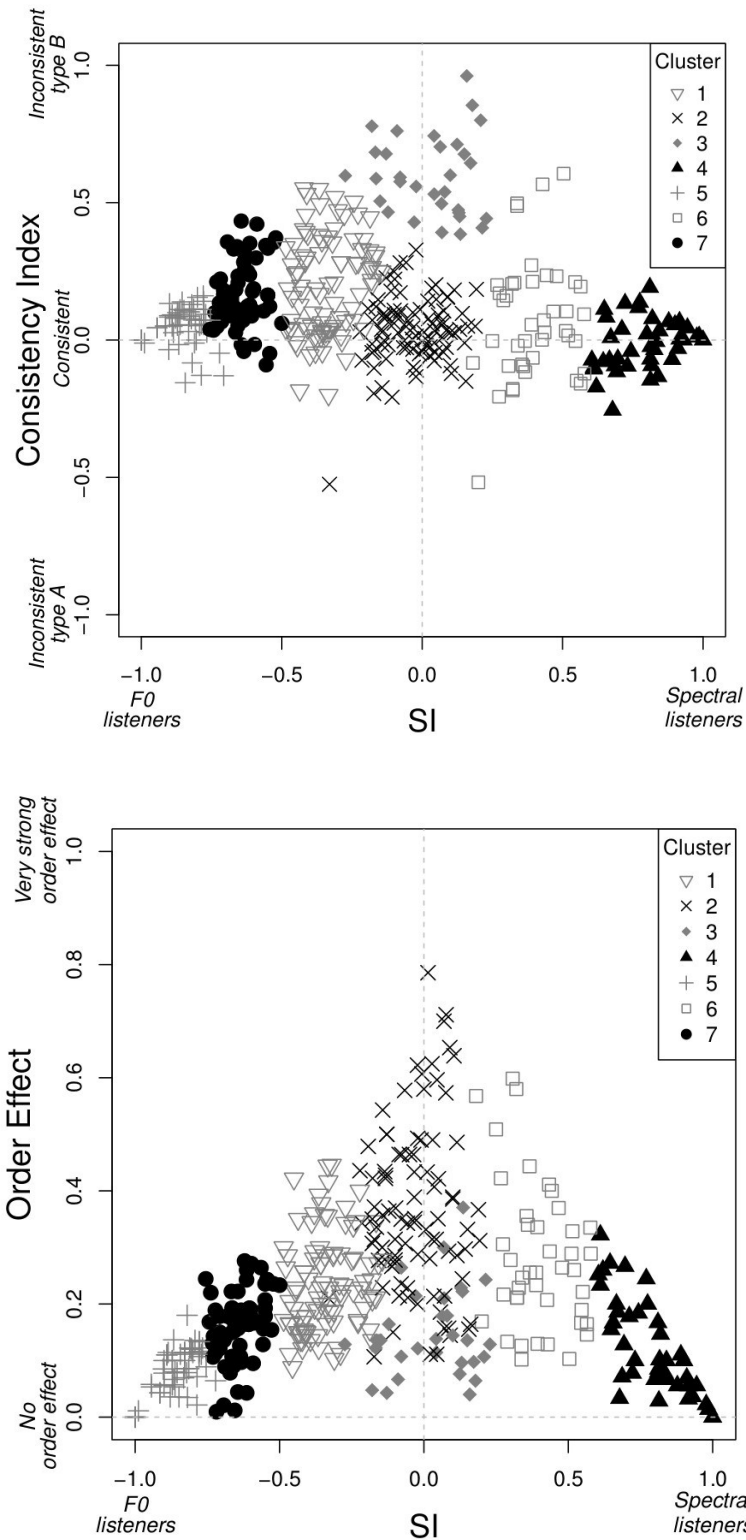 Consistency Index
Inconsistent
type B
Consistent
Inconsistent
type A
1.0
0.5
0.0
−0.5
−1.0
Cluster
1
2
3
4
5
6
7
−1.0
−0.5
0.0
0.5
1.0
F0
listeners
SI
Spectral
listeners
Order Effect
Very strong
order effect
No
order effect
1.0
0.8
0.6
0.4
0.2
0.0
Cluster
1
2
3
4
5
6
7
−1.0
−0.5
0.0
0.5
1.0
F0
listeners
SI
Spectral
listeners